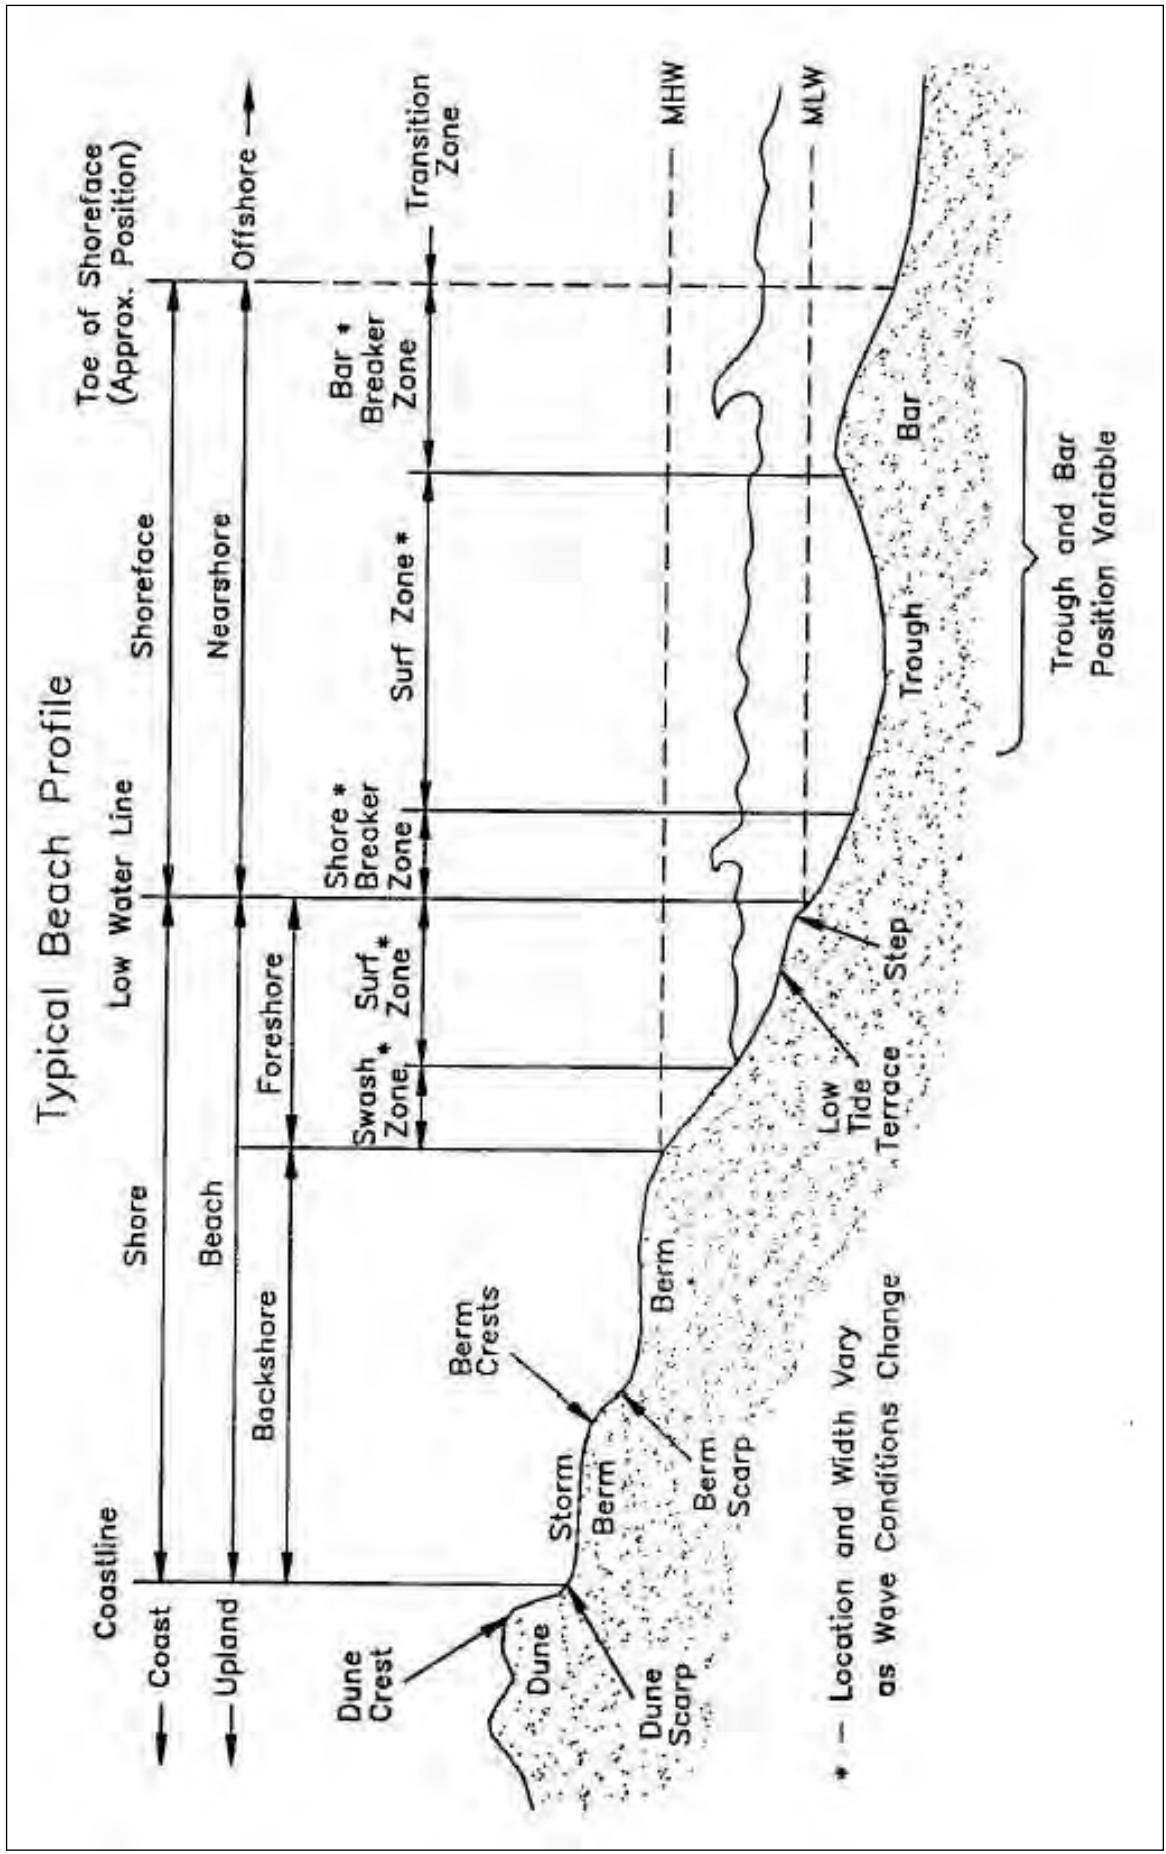 Typical Beach Profile
Coastline
Low Water Line
Toe of Shoreface
(Approx. Position)
Coast
Shore
Shoreface
Upland
Beach
Nearshore
Offshore
Backshore
Foreshore
Swash *
Zone
Surf *
Zone
Shore *
Breaker
Zone
Surf Zone *
Bar *
Breaker
Zone
Transition
Zone
Dune
Crest
Berm
Crests
MHW
MLW
Dune
Storm
Berm
Berm
Dune
Scarp
Berm
Scarp
Low
Tide
Terrace
Step
Trough
Bar
Trough and Bar
Position Variable
* – Location and Width Vary
as Wave Conditions Change